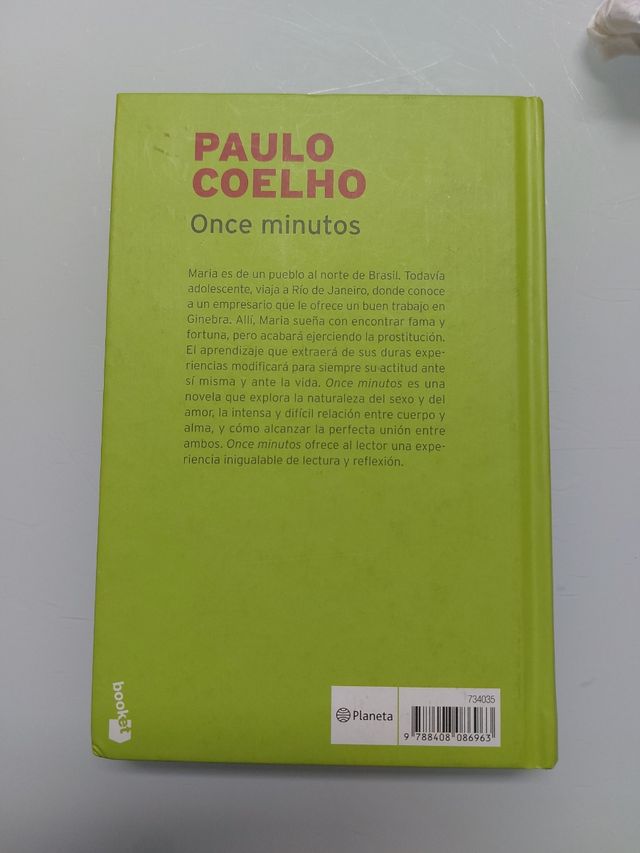 PAULO
COELHO
Once minutos
Maria es de un pueblo al norte de Brasil. Todavía
adolescente, viaja a Río de Janeiro, donde conoce
a un empresario que le ofrece un buen trabajo en
Ginebra. Allí, Maria sueña con encontrar fama y
fortuna, pero acabará ejerciendo la prostitución.
El aprendizaje que extraerá de sus duras expe-
riencias modificará para siempre su actitud ante
sí misma y ante la vida. Once minutos es una
novela que explora la naturaleza del sexo y del
amor, la intensa y difícil relación entre cuerpo y
alma, y cómo alcanzar la perfecta unión entre
ambos. Once minutos ofrece al lector una expe-
riencia inigualable de lectura y reflexión.
booket
Planeta
734035
9 788408 086963